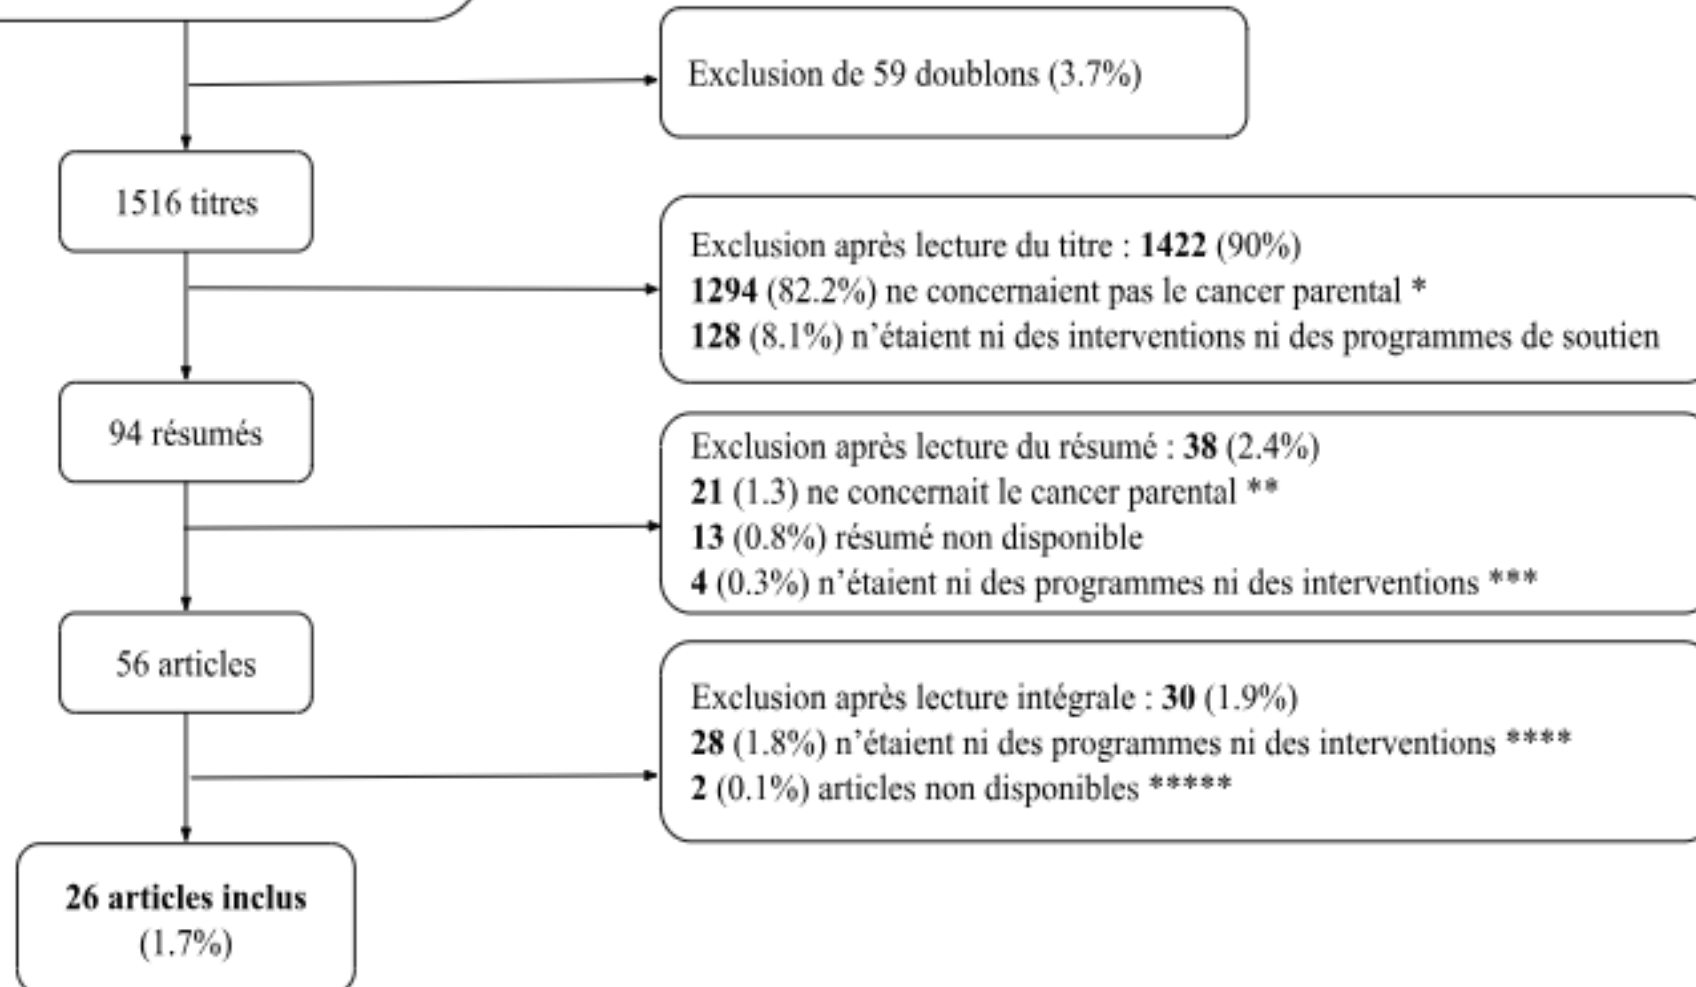 Exclusion de 59 doublons (3.7%)
1516 titres
Exclusion après lecture du titre : 1422 (90%)
1294 (82.2%) ne concernaient pas le cancer parental *
128 (8.1%) n’étaient ni des interventions ni des programmes de soutien
94 résumés
Exclusion après lecture du résumé : 38 (2.4%)
21 (1.3) ne concernait le cancer parental **
13 (0.8%) résumé non disponible
4 (0.3%) n’étaient ni des programmes ni des interventions ***
56 articles
Exclusion après lecture intégrale : 30 (1.9%)
28 (1.8%) n’étaient ni des programmes ni des interventions ****
2 (0.1%) articles non disponibles *****
26 articles inclus
(1.7%)